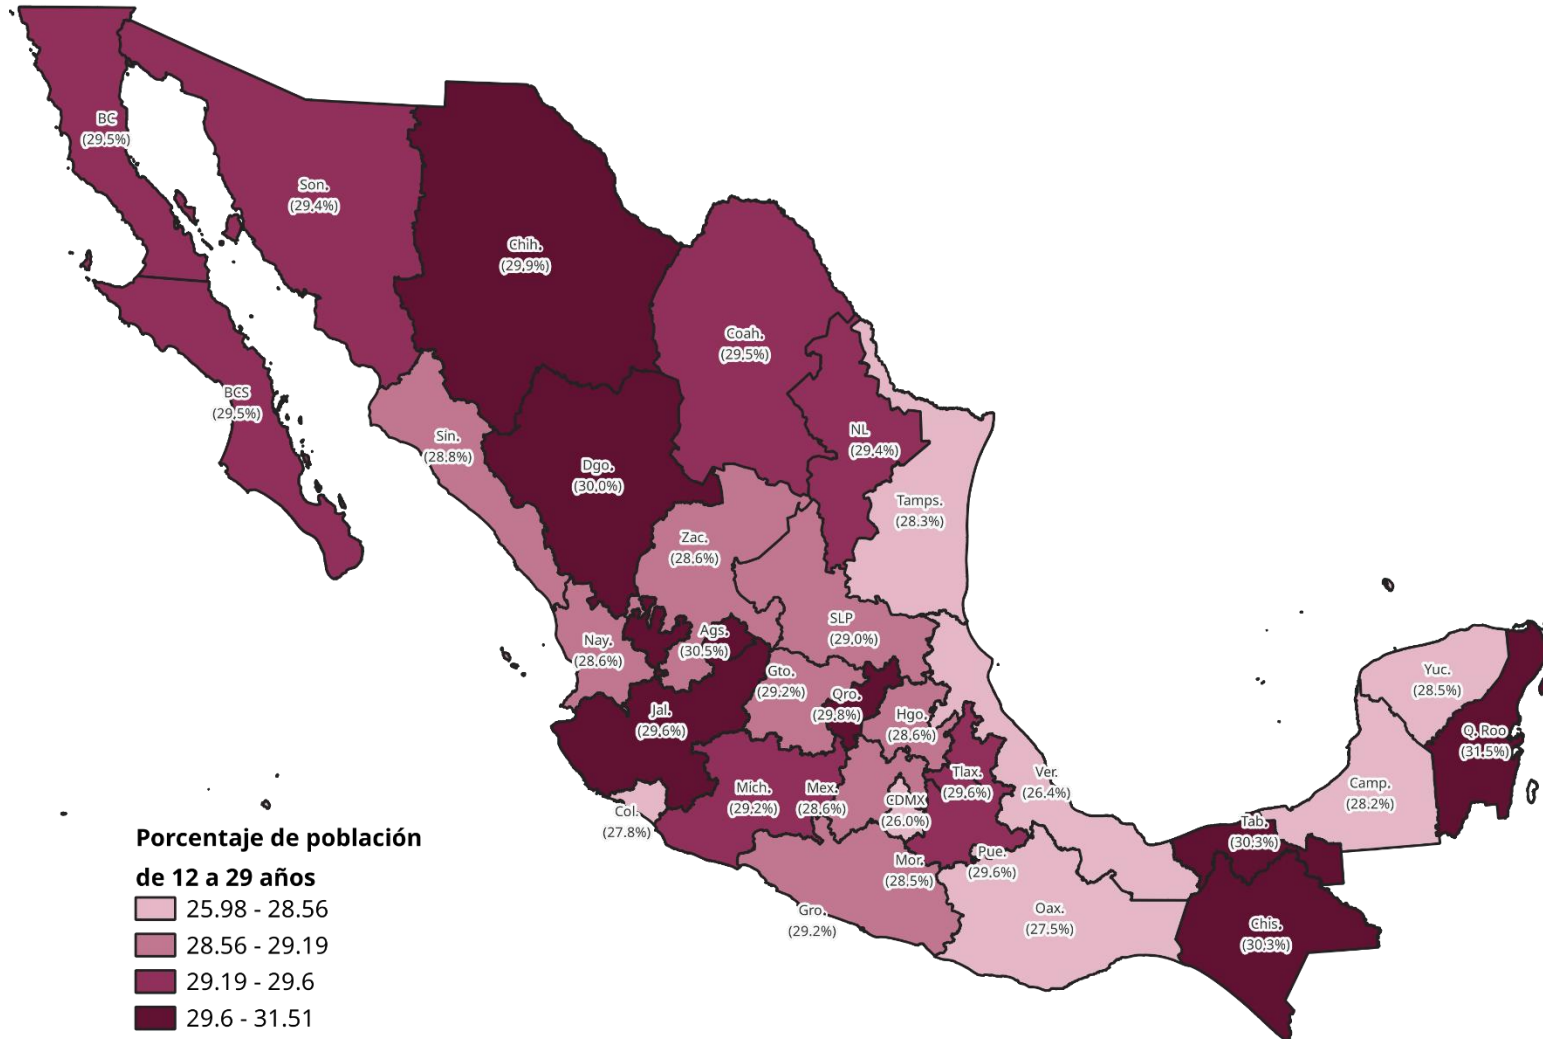 BC
(29.5%)
Son.
(29.4%)
Chih.
(29.9%)
Coah.
(29.5%)
BCS
(29.5%)
Sin.
(28.8%)
NL
(29.4%)
Dgo.
(30.0%)
Tamps.
(28.3%)
Zac.
(28.6%)
SLP
(29.0%)
Nay.
(28.6%)
Ags.
(30.5%)
Gto.
(29.2%)
Qro.
(29.8%)
Jal.
(29.6%)
Hgo.
(28.6%)
Yuc.
(28.5%)
Q. Roo
(31.5%)
Mich.
(29.2%)
Mex.
(28.6%)
CDMX
(26.0%)
Tlax.
(29.6%)
Ver.
(26.4%)
Camp.
(28.2%)
Col.
(27.8%)
Tab.
(30.3%)
Mor.
(28.5%)
Pue.
(29.6%)
Gro.
(29.2%)
Oax.
(27.5%)
Chis.
(30.3%)
Porcentaje de población
de 12 a 29 años
25.98 - 28.56
28.56 - 29.19
29.19 - 29.6
29.6 - 31.51